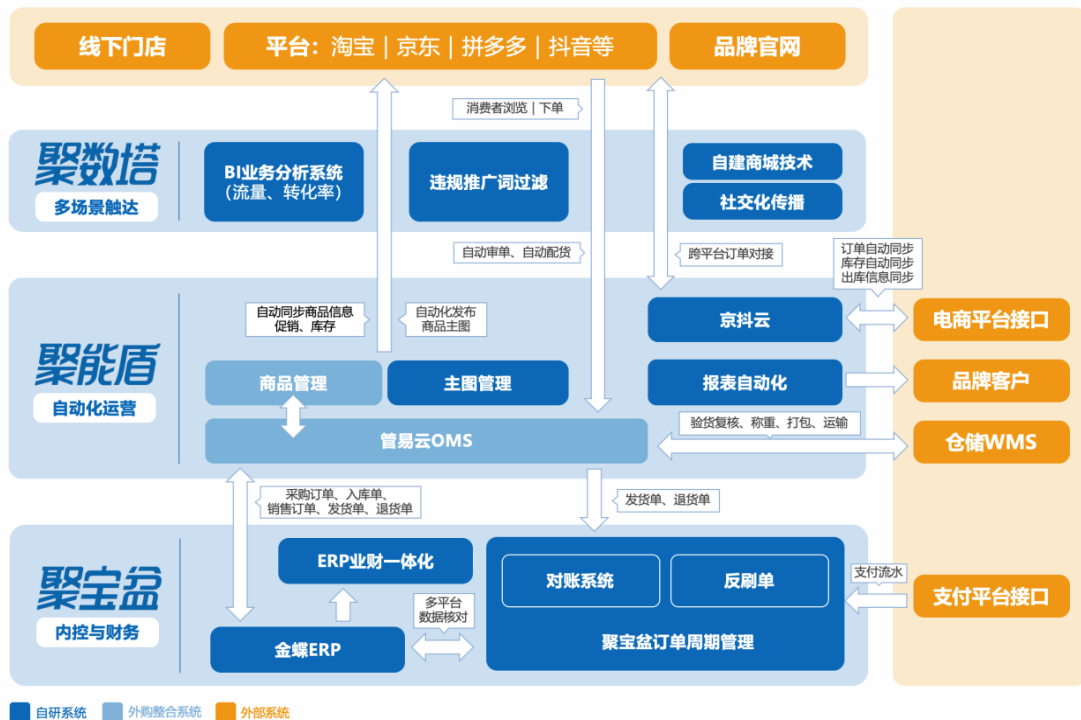 线下门店
平台：淘宝｜京东｜拼多多｜抖音等
品牌官网
消费者浏览｜下单
聚数塔
多场景触达
BI业务分析系统
（流量、转化率）
违规推广词过滤
自建商城技术
社交化传播
自动审单、自动配货
跨平台订单对接
订单自动同步
库存自动同步
出库信息同步
聚能盾
自动化运营
自动同步商品信息
促销、库存
自动化发布
商品主图
京抖云
电商平台接口
商品管理
主图管理
报表自动化
品牌客户
管易云OMS
验货复核、称重、打包、运输
仓储WMS
采购订单、入库单、
销售订单、发货单、退货单
发货单、退货单
聚宝盆
内控与财务
ERP业财一体化
对账系统
反刷单
支付流水
支付平台接口
金蝶ERP
多平台
数据核对
聚宝盆订单周期管理
自研系统
外购整合系统
外部系统